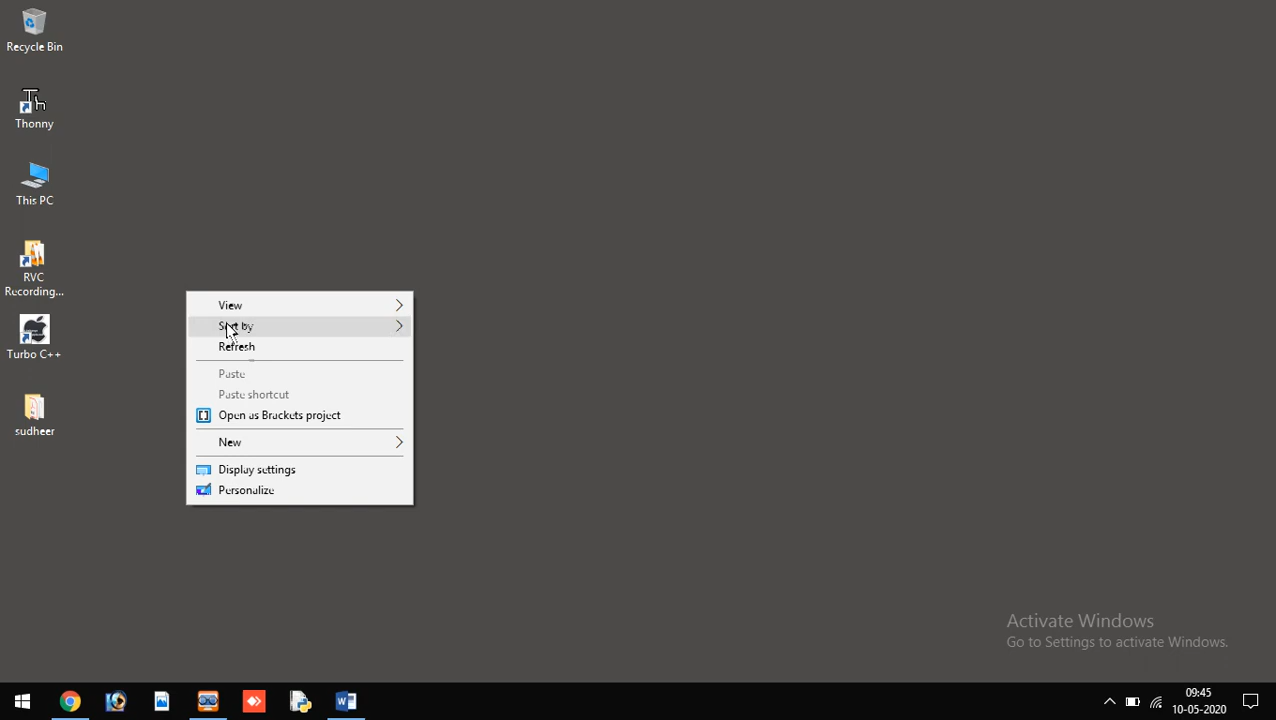 Recycle Bin
Thonny
This PC
RVC
Recording...
Turbo C++
sudheer
View
Sort by
Refresh
Paste
Paste shortcut
Open as Brackets project
New
Display settings
Personalize
Activate Windows
Go to Settings to activate Windows.
09:45
10-05-2020